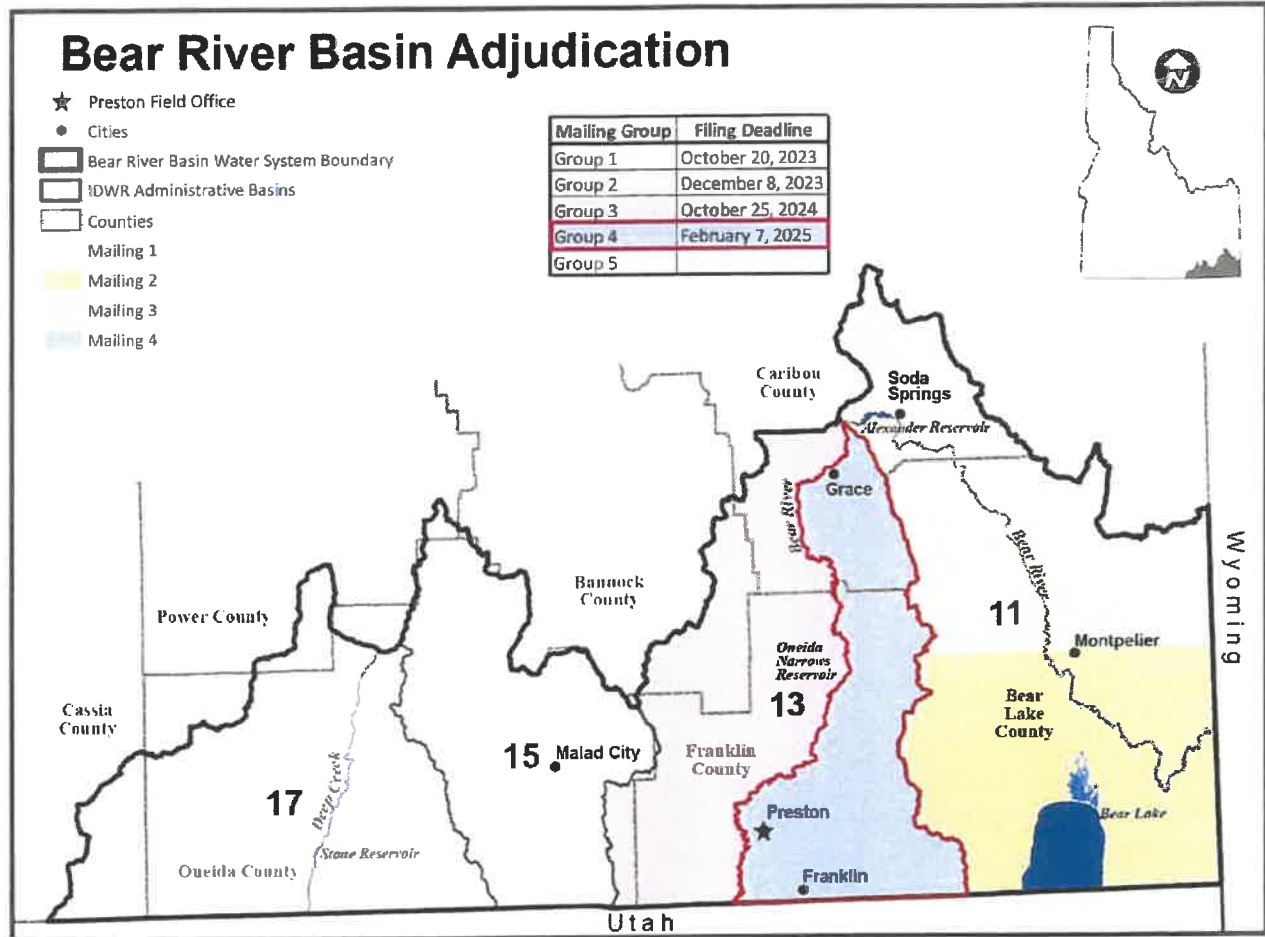 Bear River Basin Adjudication
N
Preston Field Office
Cities
Bear River Basin Water System Boundary
IDWR Administrative Basins
Counties
Mailing 1
Mailing 2
Mailing 3
Mailing 4
Mailing Group Filing Deadline
Group 1 October 20, 2023
Group 2 December 8, 2023
Group 3 October 25, 2024
Group 4 February 7, 2025
Group 5
Caribou
County
Soda
Springs
Alexander Reservoir
Grace
Bear River
Bear River
Wyoming
Bannock
County
Power County
11
Montpelier
Oneida
Narrows
Reservoir
13
Cassia
County
Bear
Lake
County
15
Malad City
Franklin
County
17
Deep Creek
Preston
Bear Lake
Stone Reservoir
Oneida County
Franklin
Utah